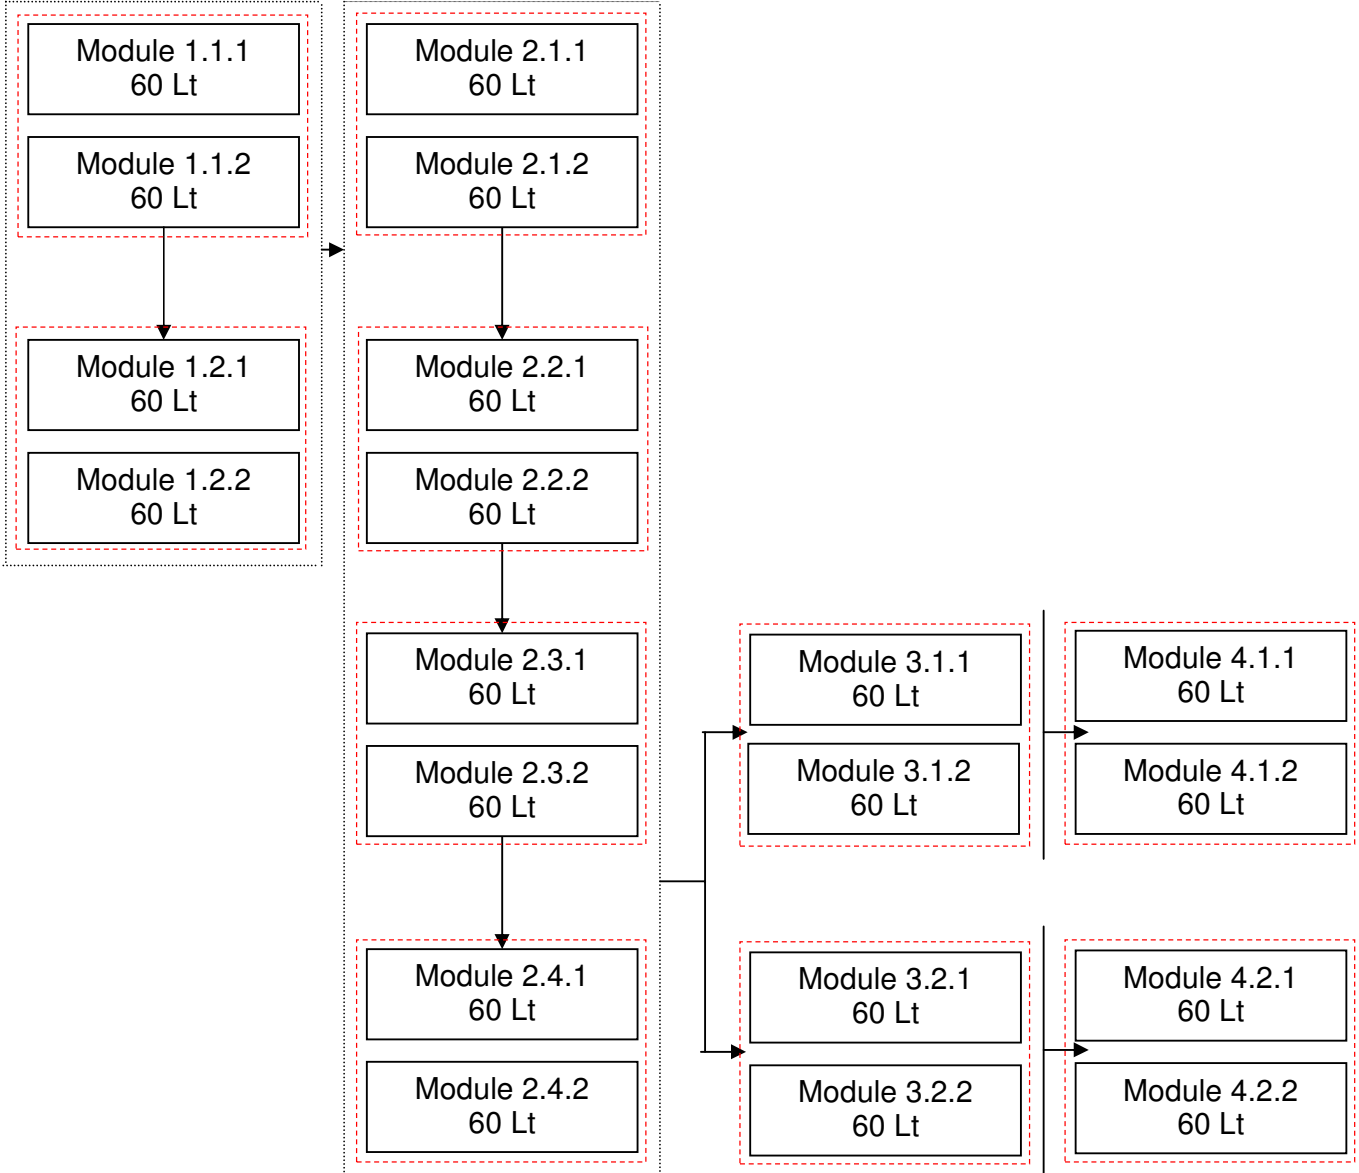 Module 1.1.1
60 Lt
Module 1.1.2
60 Lt
Module 1.2.1
60 Lt
Module 1.2.2
60 Lt
Module 2.1.1
60 Lt
Module 2.1.2
60 Lt
Module 2.2.1
60 Lt
Module 2.2.2
60 Lt
Module 2.3.1
60 Lt
Module 2.3.2
60 Lt
Module 2.4.1
60 Lt
Module 2.4.2
60 Lt
Module 3.1.1
60 Lt
Module 3.1.2
60 Lt
Module 3.2.1
60 Lt
Module 3.2.2
60 Lt
Module 4.1.1
60 Lt
Module 4.1.2
60 Lt
Module 4.2.1
60 Lt
Module 4.2.2
60 Lt